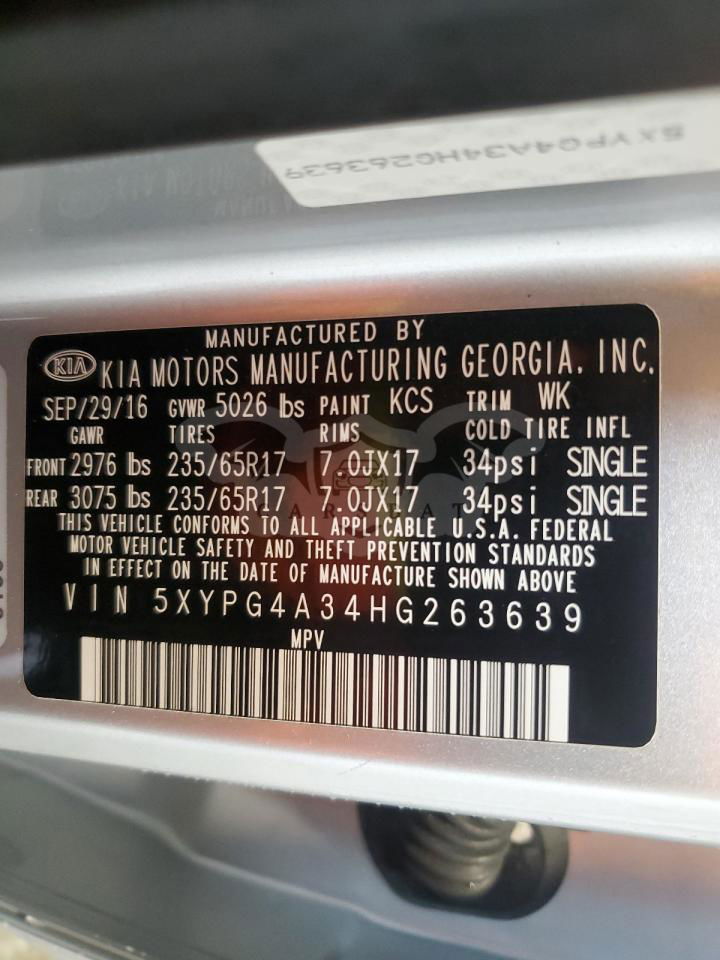 5XYPG4A34HG263639
MANUFACTURED BY
KIA KIA MOTORS MANUFACTURING GEORGIA, INC.
SEP/29/16 GVWR 5026 lbs PAINT KCS TRIM WK
GAWR TIRES RIMS COLD TIRE INFL
FRONT 2976 lbs 235/65R17 7.0JX17 34psi SINGLE
REAR 3075 lbs 235/65R17 7.0JX17 34psi SINGLE
CARSFAT
THIS VEHICLE CONFORMS TO ALL APPLICABLE U.S.A. FEDERAL
MOTOR VEHICLE SAFETY AND THEFT PREVENTION STANDARDS
IN EFFECT ON THE DATE OF MANUFACTURE SHOWN ABOVE
VIN 5XYPG4A34HG263639
MPV